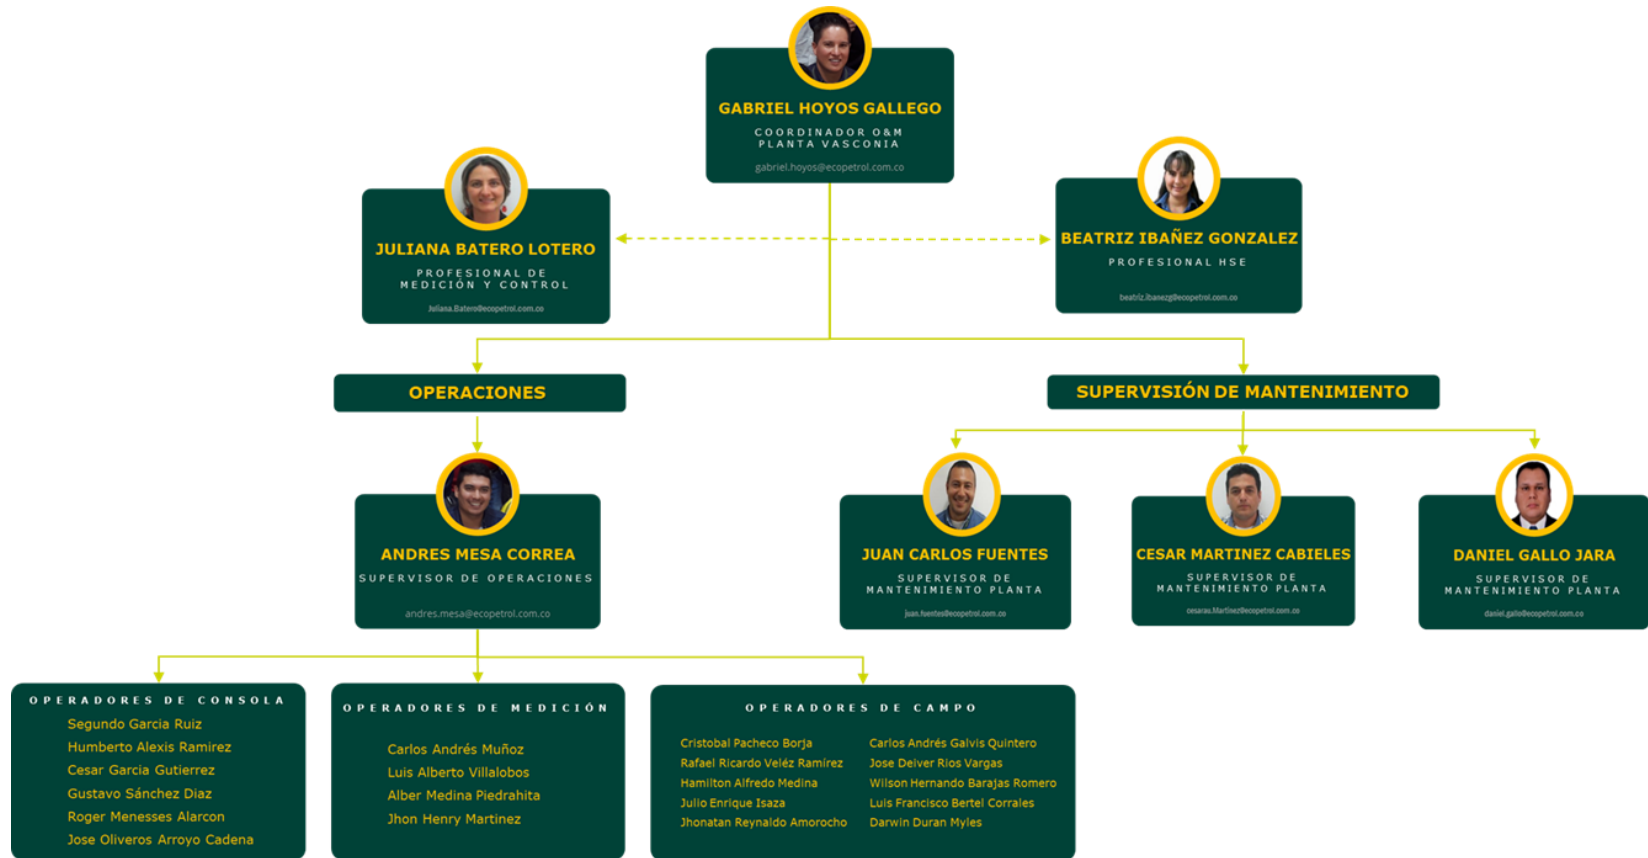 GABRIEL HOYOS GALLEGO
COORDINADOR O&M
PLANTA VASCONIA
gabriel.hoyos@ecopetrol.com.co
JULIANA BATERO LOTERO
PROFESIONAL DE
MEDICIÓN Y CONTROL
Juliana.Batero@ecopetrol.com.co
BEATRIZ IBAÑEZ GONZALEZ
PROFESIONAL HSE
beatriz.ibanezg@ecopetrol.com.co
OPERACIONES
SUPERVISIÓN DE MANTENIMIENTO
ANDRES MESA CORREA
SUPERVISOR DE OPERACIONES
andres.mesa@ecopetrol.com.co
JUAN CARLOS FUENTES
SUPERVISOR DE
MANTENIMIENTO PLANTA
juan.fuentes@ecopetrol.com.co
CESAR MARTINEZ CABIELES
SUPERVISOR DE
MANTENIMIENTO PLANTA
cesarau.Martinez@ecopetrol.com.co
DANIEL GALLO JARA
SUPERVISOR DE
MANTENIMIENTO PLANTA
daniel.gallo@ecopetrol.com.co
OPERADORES DE CONSOLA
Segundo Garcia Ruiz
Humberto Alexis Ramirez
Cesar Garcia Gutierrez
Gustavo Sánchez Diaz
Roger Menesses Alarcon
Jose Oliveros Arroyo Cadena
OPERADORES DE MEDICIÓN
Carlos Andrés Muñoz
Luis Alberto Villalobos
Alber Medina Piedrahita
Jhon Henry Martinez
OPERADORES DE CAMPO
Cristobal Pacheco Borja
Rafael Ricardo Veléz Ramírez
Hamilton Alfredo Medina
Julio Enrique Isaza
Jhonatan Reynaldo Amorocho
Carlos Andrés Galvis Quintero
Jose Deiver Rios Vargas
Wilson Hernando Barajas Romero
Luis Francisco Bertel Corrales
Darwin Duran Myles